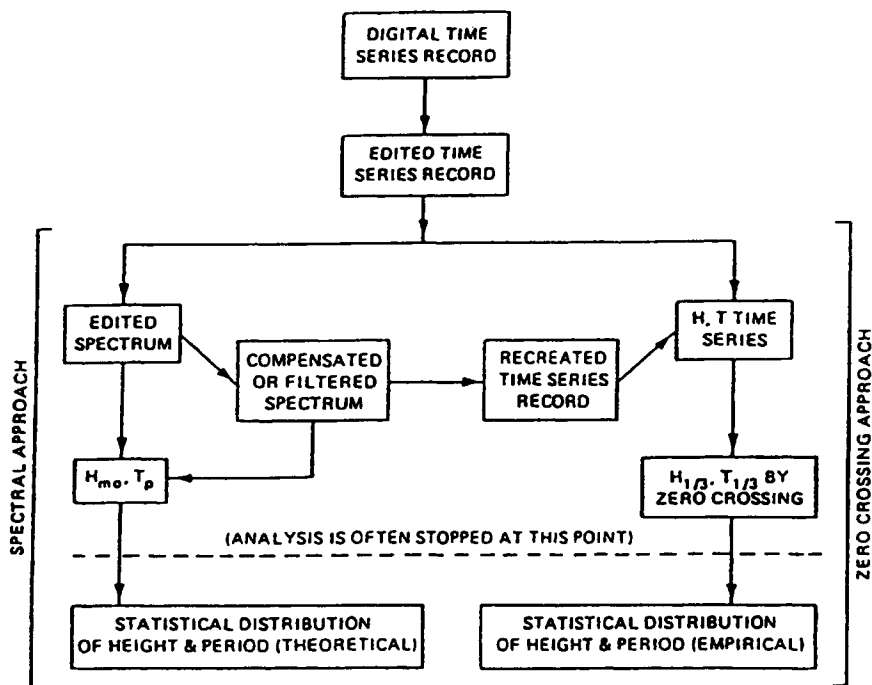 DIGITAL TIME
SERIES RECORD
EDITED TIME
SERIES RECORD
SPECTRAL APPROACH
EDITED
SPECTRUM
COMPENSATED
OR FILTERED
SPECTRUM
RECREATED
TIME SERIES
RECORD
H, T TIME
SERIES
ZERO CROSSING APPROACH
Hmo, Tp
H1/3, T1/3 BY
ZERO CROSSING
(ANALYSIS IS OFTEN STOPPED AT THIS POINT)
STATISTICAL DISTRIBUTION
OF HEIGHT & PERIOD (THEORETICAL)
STATISTICAL DISTRIBUTION
OF HEIGHT & PERIOD (EMPIRICAL)